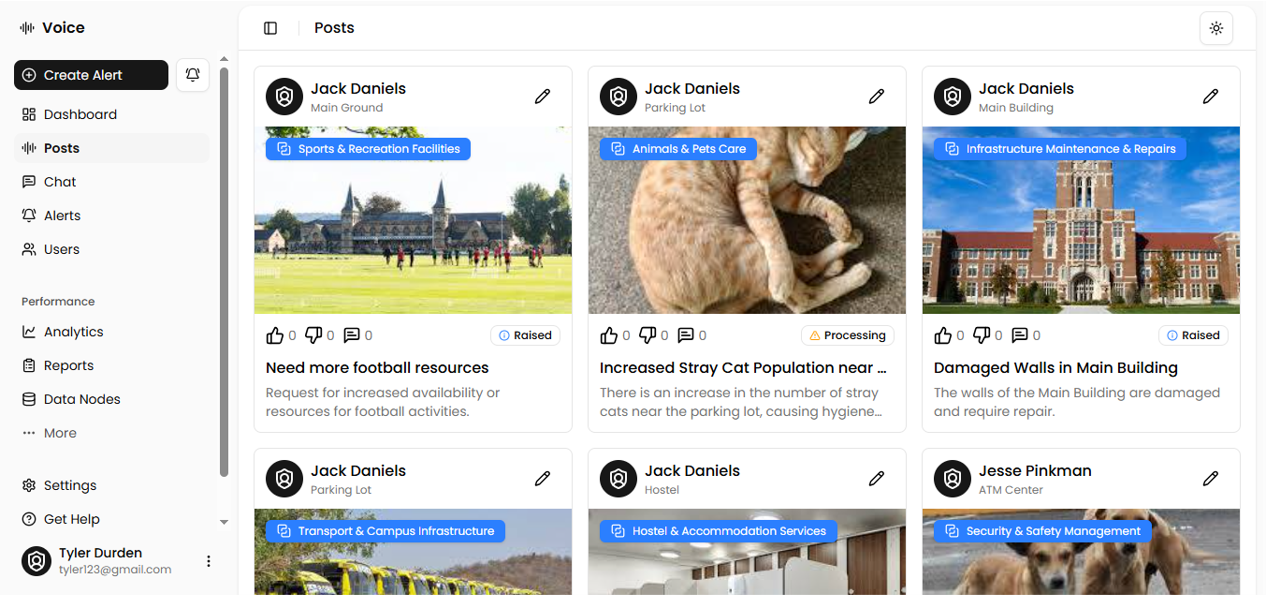 Voice
Create Alert
Dashboard
Posts
Chat
Alerts
Users
Performance
Analytics
Reports
Data Nodes
More
Settings
Get Help
Tyler Durden
tyler123@gmail.com
Posts
Jack Daniels
Main Ground
Sports & Recreation Facilities
0 0 0 Raised
Need more football resources
Request for increased availability or
resources for football activities.
Jack Daniels
Parking Lot
Animals & Pets Care
0 0 0 Processing
Increased Stray Cat Population near ...
There is an increase in the number of stray
cats near the parking lot, causing hygiene...
Jack Daniels
Main Building
Infrastructure Maintenance & Repairs
0 0 0 Raised
Damaged Walls in Main Building
The walls of the Main Building are damaged
and require repair.
Jack Daniels
Parking Lot
Transport & Campus Infrastructure
Jack Daniels
Hostel
Hostel & Accommodation Services
Jesse Pinkman
ATM Center
Security & Safety Management